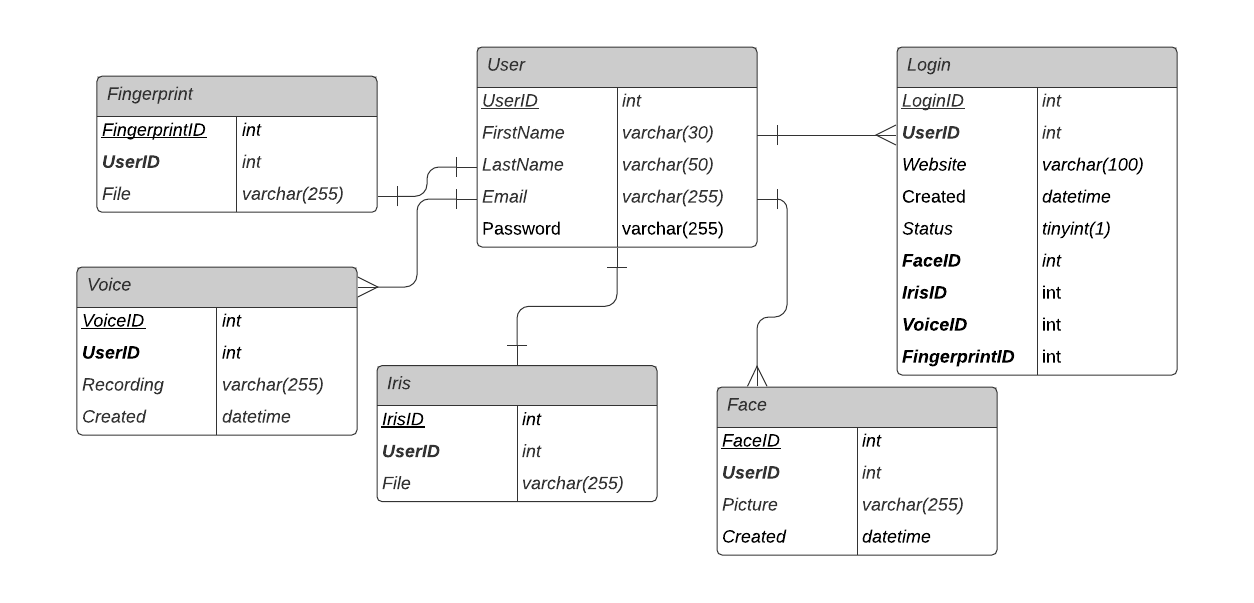 Fingerprint
FingerprintID int
UserID int
File varchar(255)
User
UserID int
FirstName varchar(30)
LastName varchar(50)
Email varchar(255)
Password varchar(255)
Login
LoginID int
UserID int
Website varchar(100)
Created datetime
Status tinyint(1)
FaceID int
IrisID int
VoiceID int
FingerprintID int
Voice
VoiceID int
UserID int
Recording varchar(255)
Created datetime
Iris
IrisID int
UserID int
File varchar(255)
Face
FaceID int
UserID int
Picture varchar(255)
Created datetime